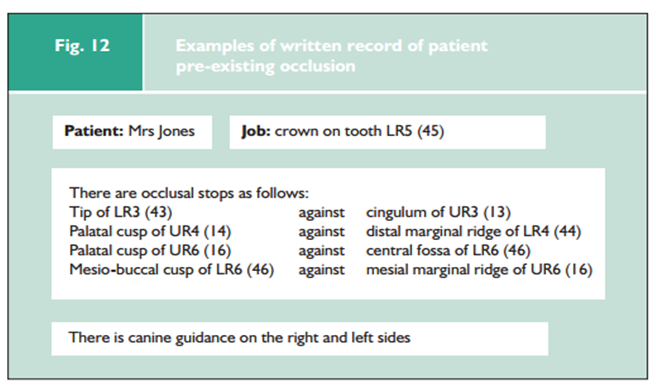 Fig. 12
Examples of written record of patient
pre-existing occlusion
Patient: Mrs Jones
Job: crown on tooth LR5 (45)
There are occlusal stops as follows:
Tip of LR3 (43) against cingulum of UR3 (13)
Palatal cusp of UR4 (14) against distal marginal ridge of LR4 (44)
Palatal cusp of UR6 (16) against central fossa of LR6 (46)
Mesio-buccal cusp of LR6 (46) against mesial marginal ridge of UR6 (16)
There is canine guidance on the right and left sides